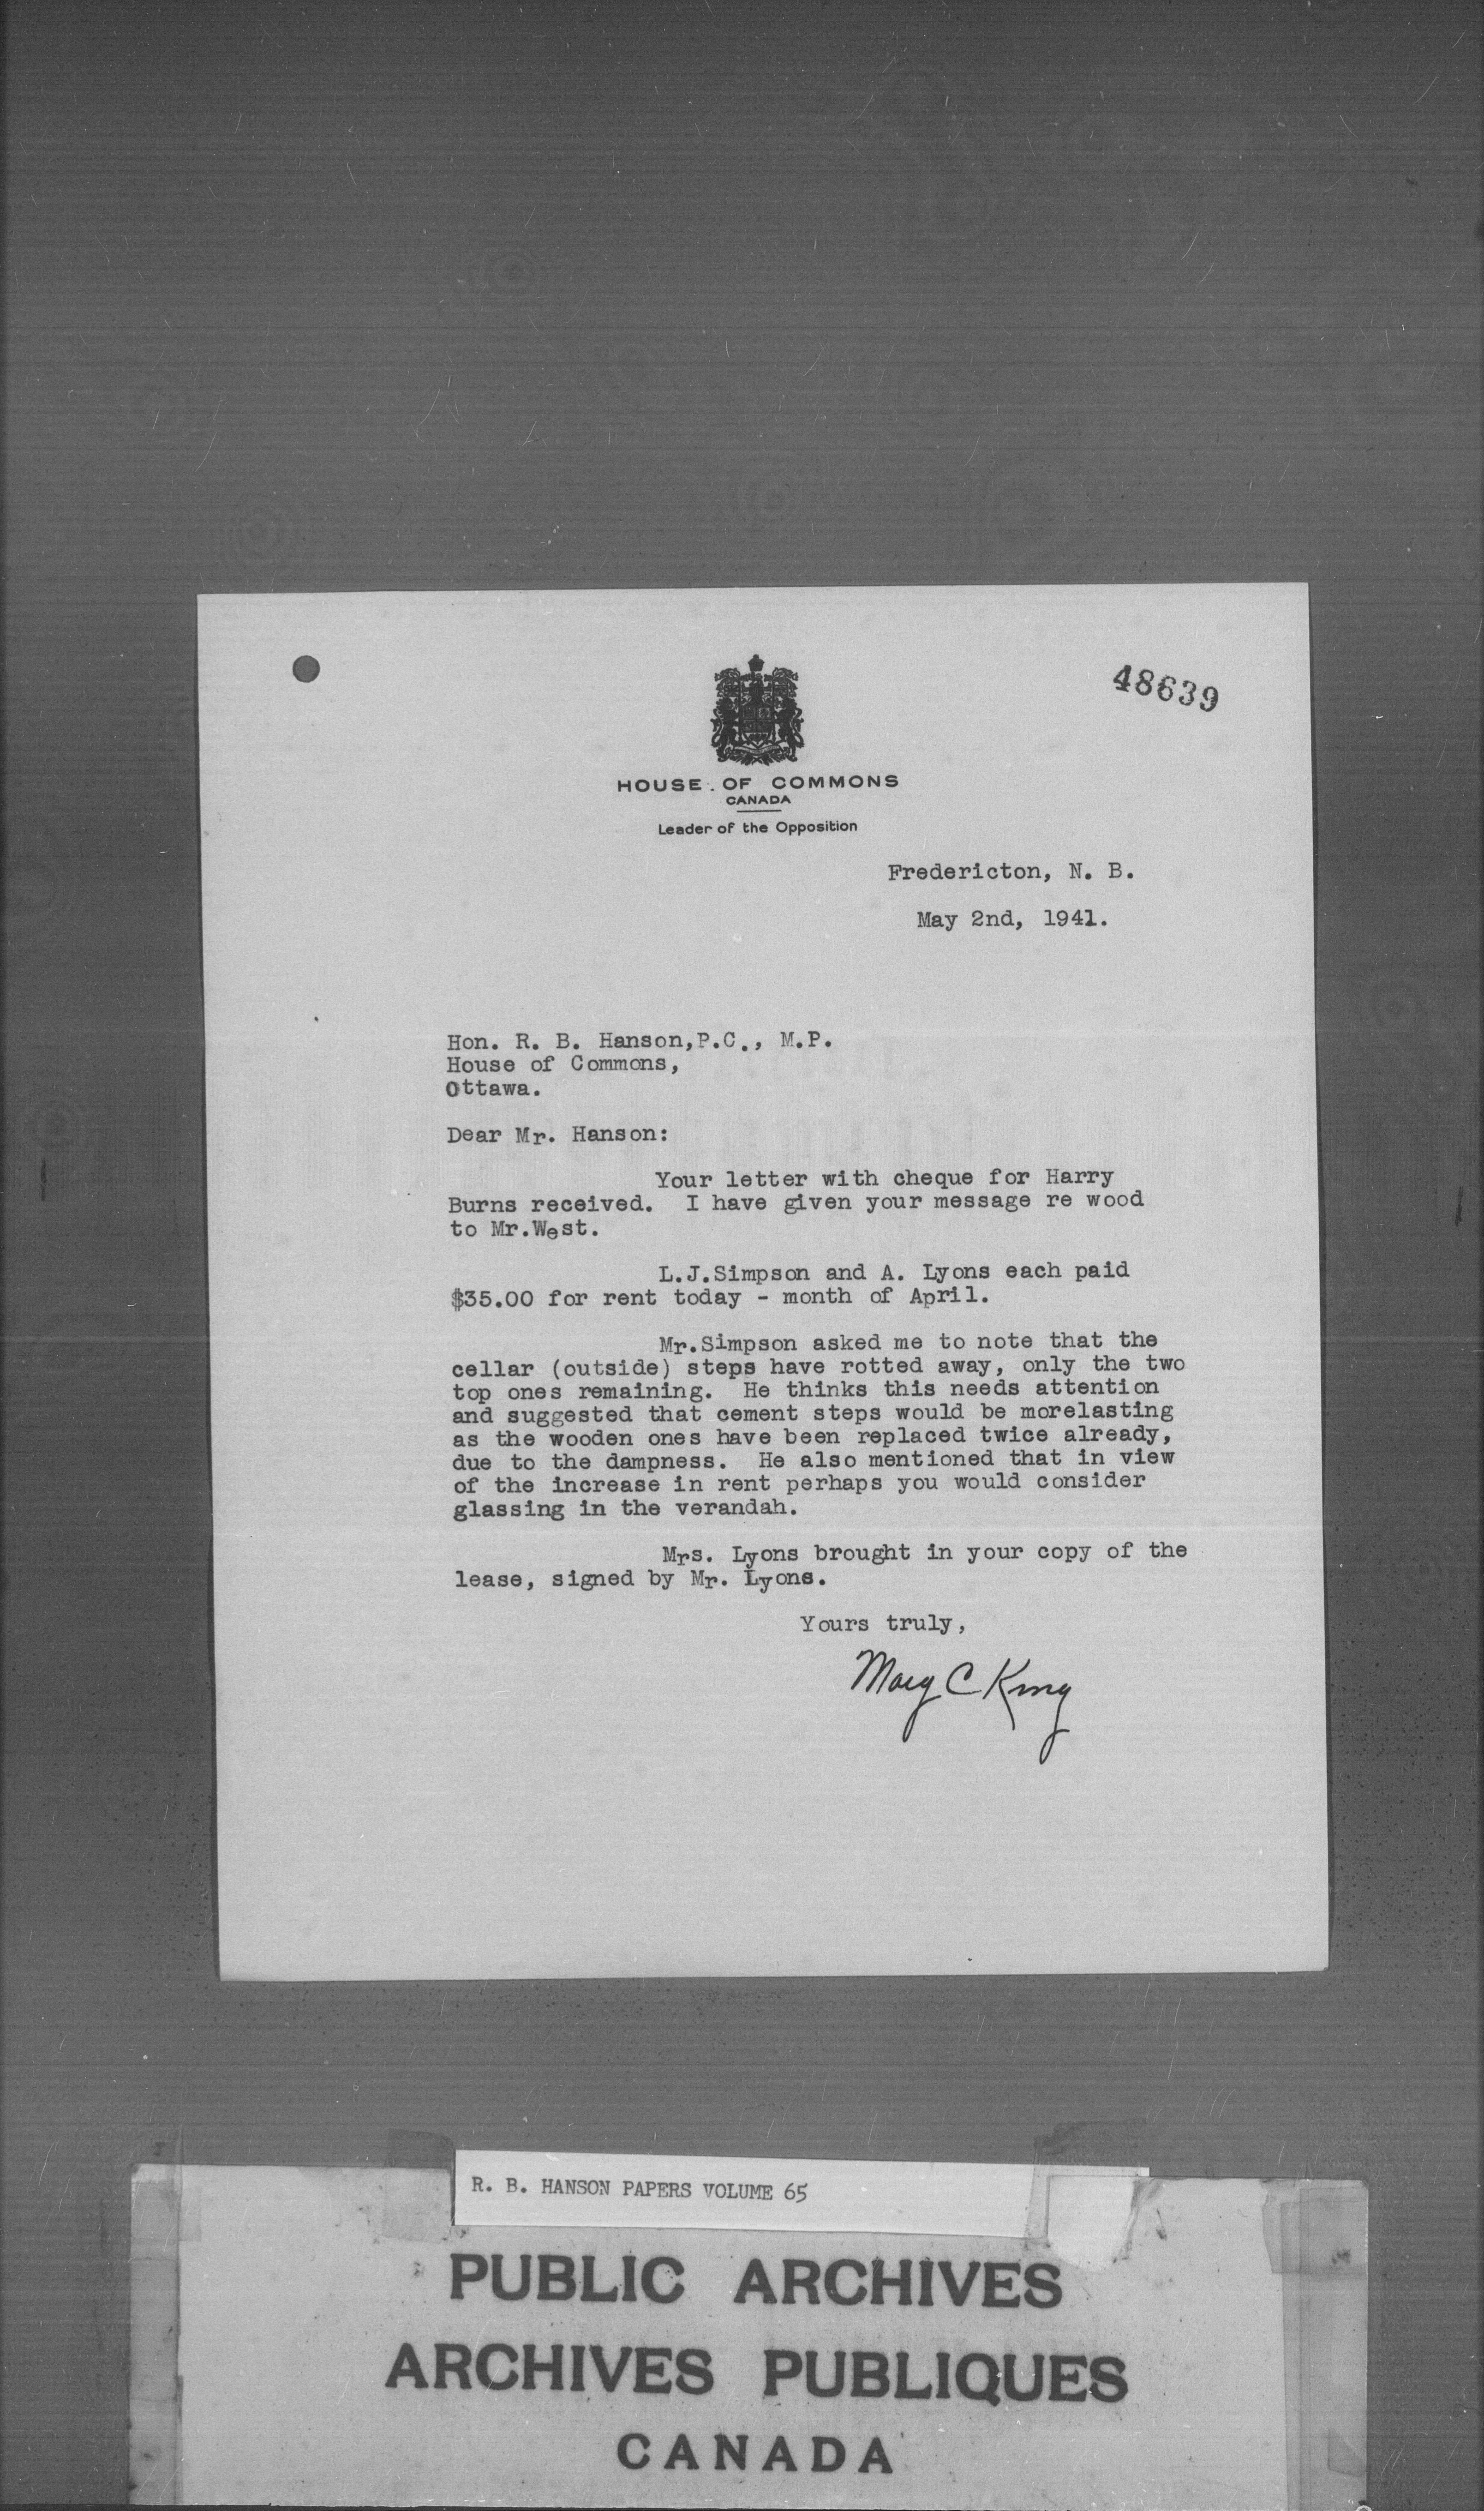 48639
HOUSE OF COMMONS
CANADA
Leader of the Opposition
Fredericton, N. B.
May 2nd, 1941.
Hon. R. B. Hanson,P.C., M.P.
House of Commons,
Ottawa.
Dear Mr. Hanson:
Your letter with cheque for Harry
Burns received. I have given your message re wood
to Mr.West.
L.J.Simpson and A. Lyons each paid
$35.00 for rent today - month of April.
Mr.Simpson asked me to note that the
cellar (outside) steps have rotted away, only the two
top ones remaining. He thinks this needs attention
and suggested that cement steps would be morelasting
as the wooden ones have been replaced twice already,
due to the dampness. He also mentioned that in view
of the increase in rent perhaps you would consider
glassing in the verandah.
Mrs. Lyons brought in your copy of the
lease, signed by Mr. Lyons.
Yours truly,
Mary C King
R. B. HANSON PAPERS VOLUME 65
PUBLIC ARCHIVES
ARCHIVES PUBLIQUES
CANADA